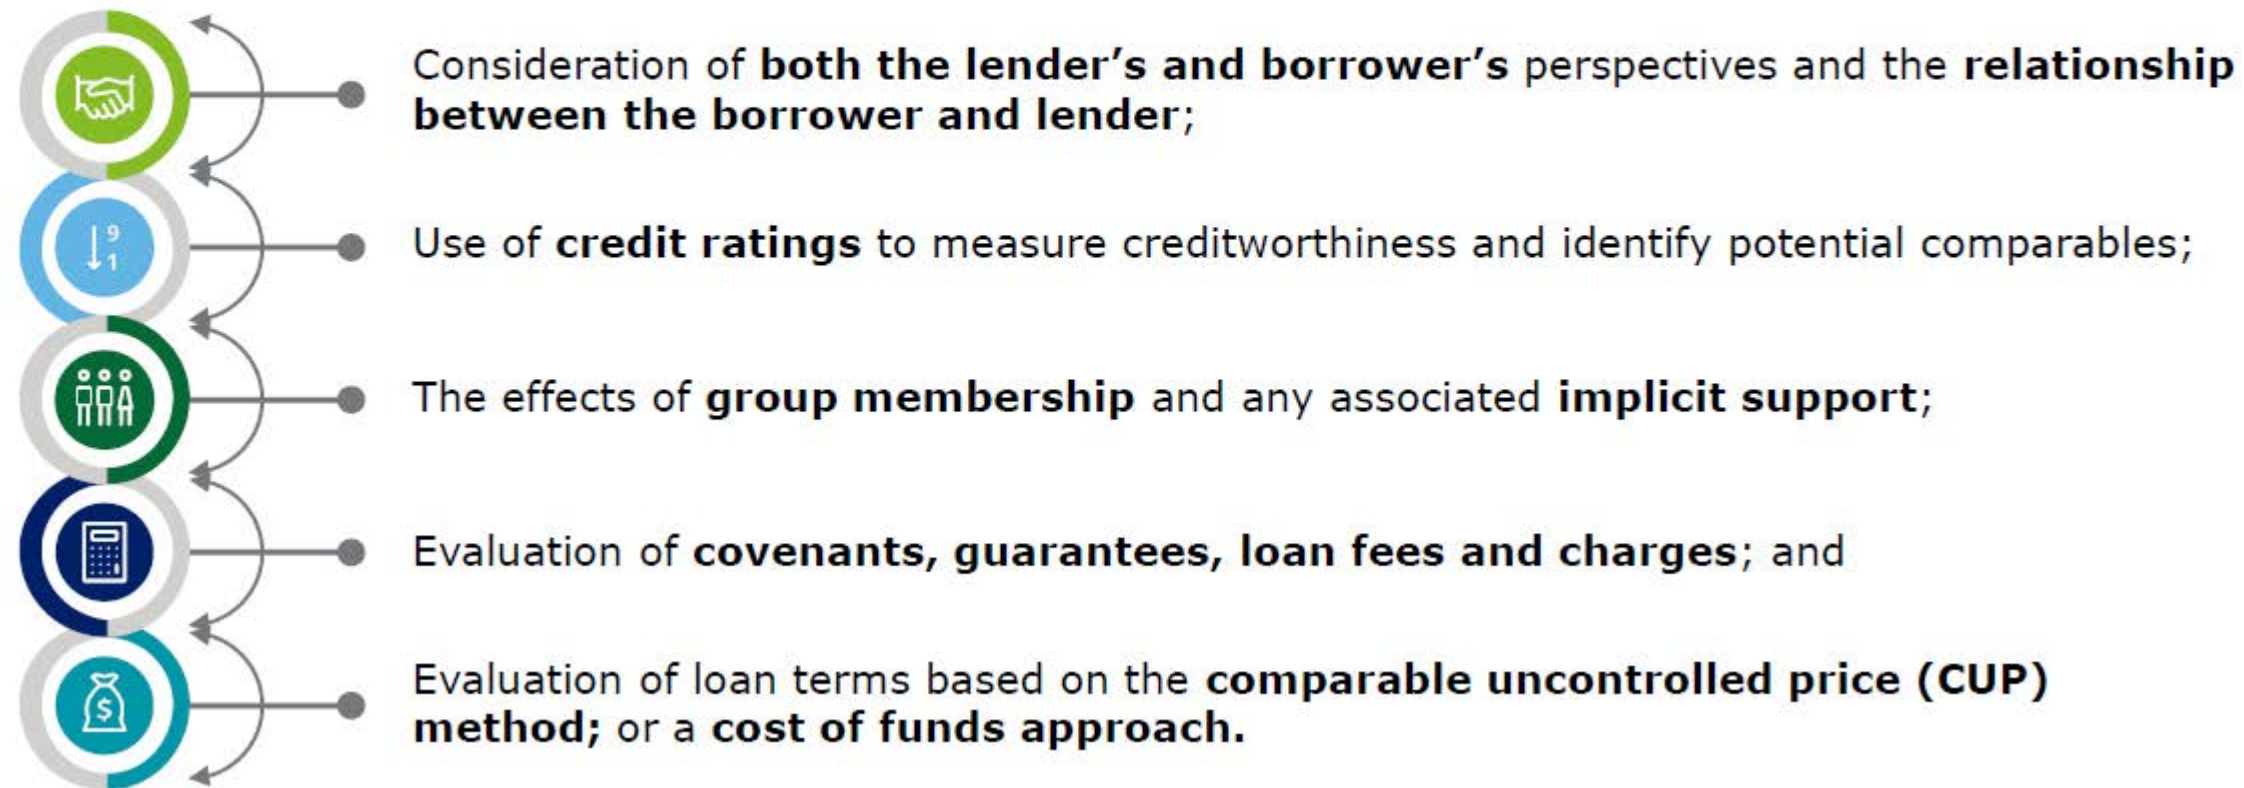 Consideration of both the lender’s and borrower’s perspectives and the relationship
between the borrower and lender;
9
1
Use of credit ratings to measure creditworthiness and identify potential comparables;
The effects of group membership and any associated implicit support;
Evaluation of covenants, guarantees, loan fees and charges; and
Evaluation of loan terms based on the comparable uncontrolled price (CUP)
$
method; or a cost of funds approach.